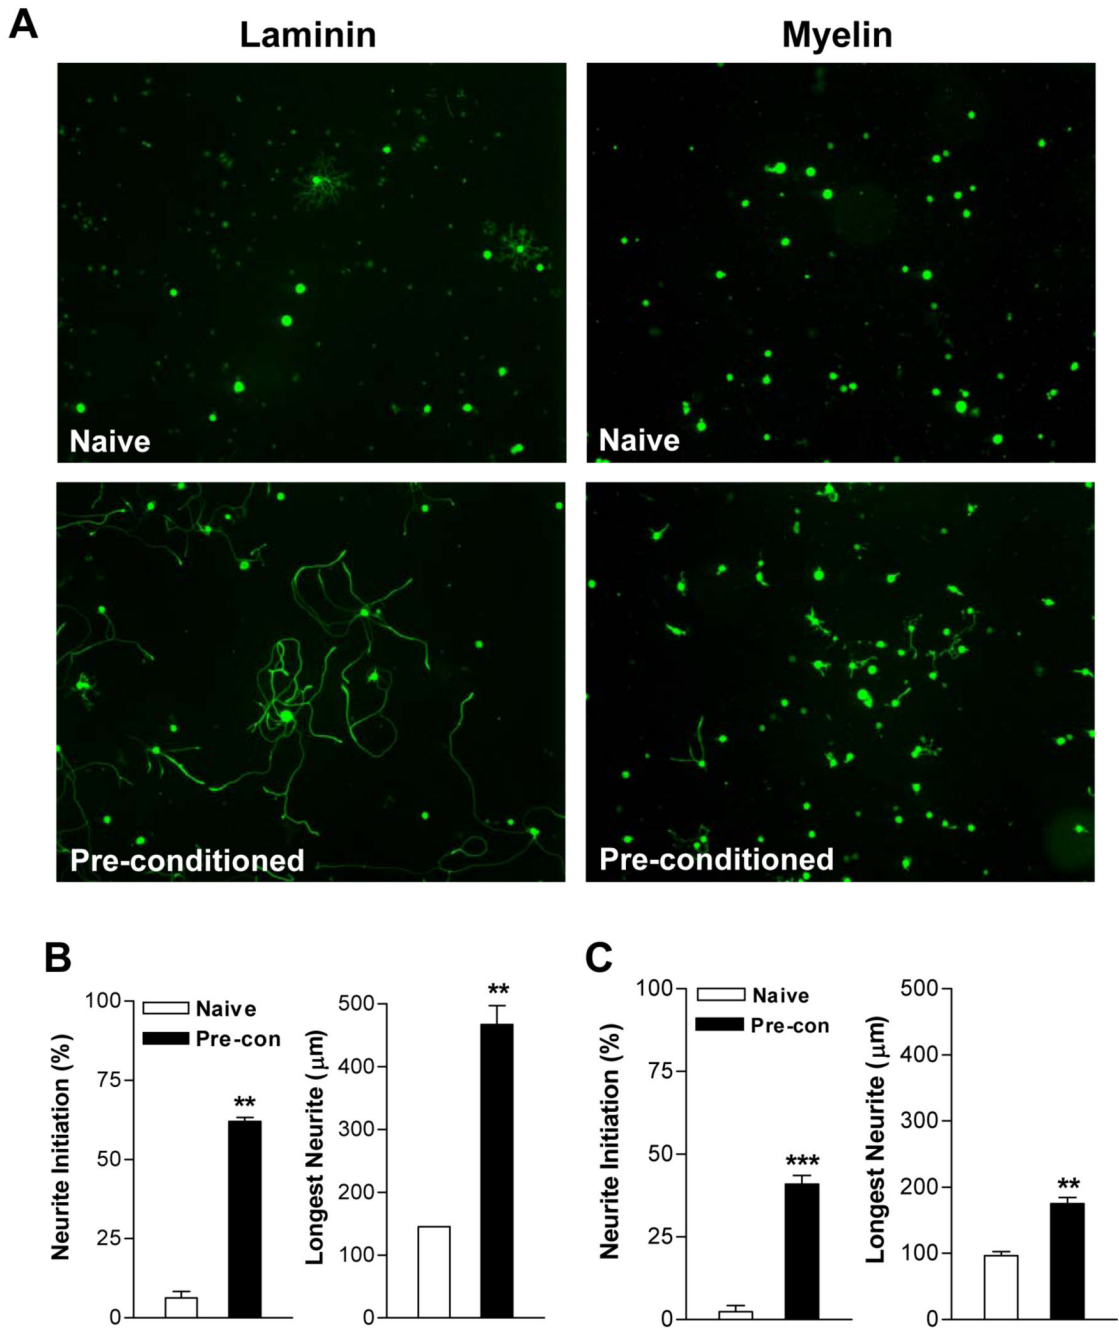 A
Laminin
Myelin
Naive
Naive
Pre-conditioned
Pre-conditioned
B
Neurite Initiation (%)
100
75
50
25
0
Naive
Pre-con
**
Longest Neurite (μm)
500
400
300
200
100
0
**
C
Neurite Initiation (%)
100
75
50
25
0
Naive
Pre-con
***
Longest Neurite (μm)
500
400
300
200
100
0
**